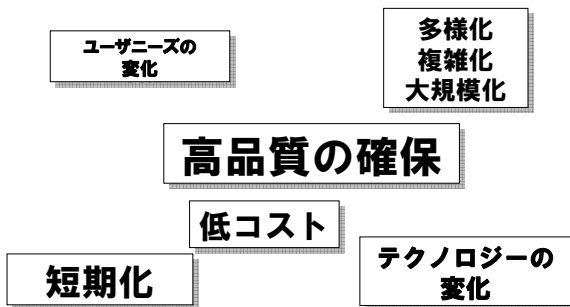 ユーザニーズの
変化
多様化
複雑化
大規模化
高品質の確保
低コスト
短期化
テクノロジーの
変化